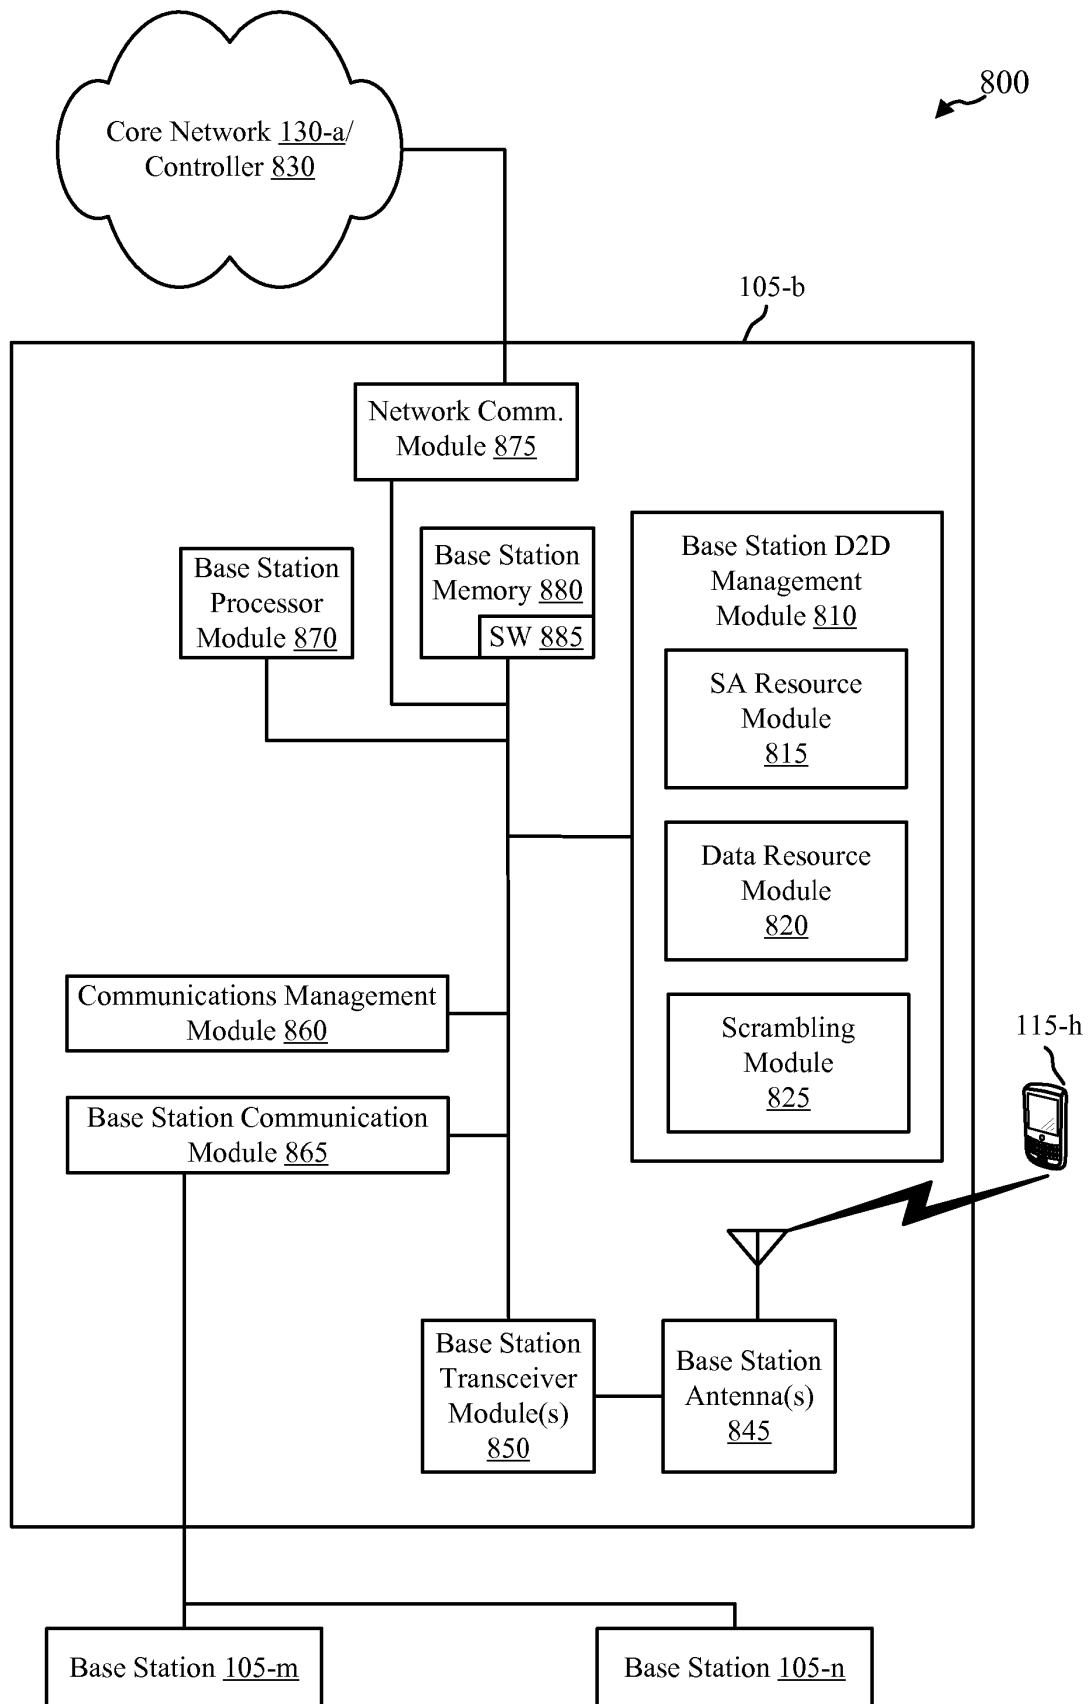 800
Core Network 130-a/
Controller 830
105-b
Network Comm.
Module 875
Base Station
Processor
Module 870
Base Station
Memory 880
SW 885
Base Station D2D
Management
Module 810
SA Resource
Module
815
Data Resource
Module
820
Scrambling
Module
825
Communications Management
Module 860
Base Station Communication
Module 865
115-h
Base Station
Transceiver
Module(s)
850
Base Station
Antenna(s)
845
Base Station 105-m
Base Station 105-n